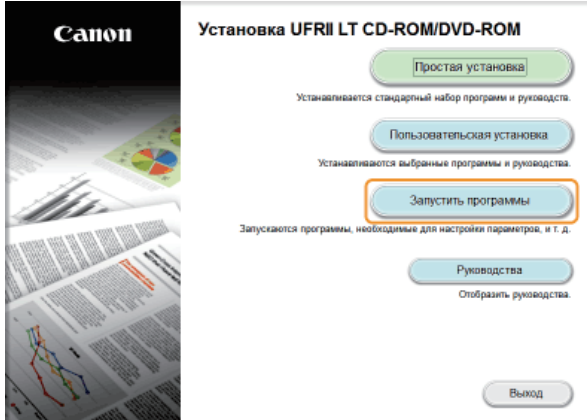 Canon
Установка UFRII LT CD-ROM/DVD-ROM
Простая установка
Устанавливается стандартный набор программ и руководств.
Пользовательская установка
Устанавливаются выбранные программы и руководства.
Запустить программы
Запускаются программы, необходимые для настройки параметров, и т. д.
Руководства
Отобразить руководства.
Выход